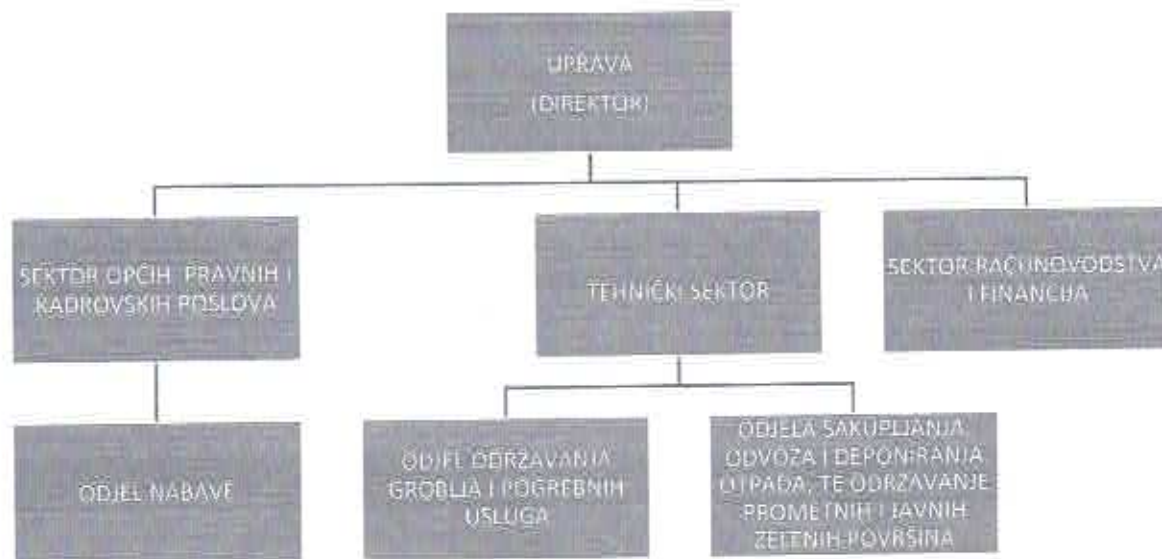 UPRAVA
(DIREKTOR)
SEKTOR OPĆIH PRAVNIH I
KADROVSKIH POSLOVA
TEHNIČKI SEKTOR
SEKTOR RAČUNOVODSTVA
I FINANCIJA
ODJEL NABAVE
ODJEL ODRŽAVANJA
GROBLJA I POGREBNIH
USLUGA
ODJELA SAKUPLJANJA
ODVOZA I DEPONIRANJA
OTPADA, TE ODRŽAVANJE
PROMETNIH I JAVNIH
ZELENIH POVRŠINA